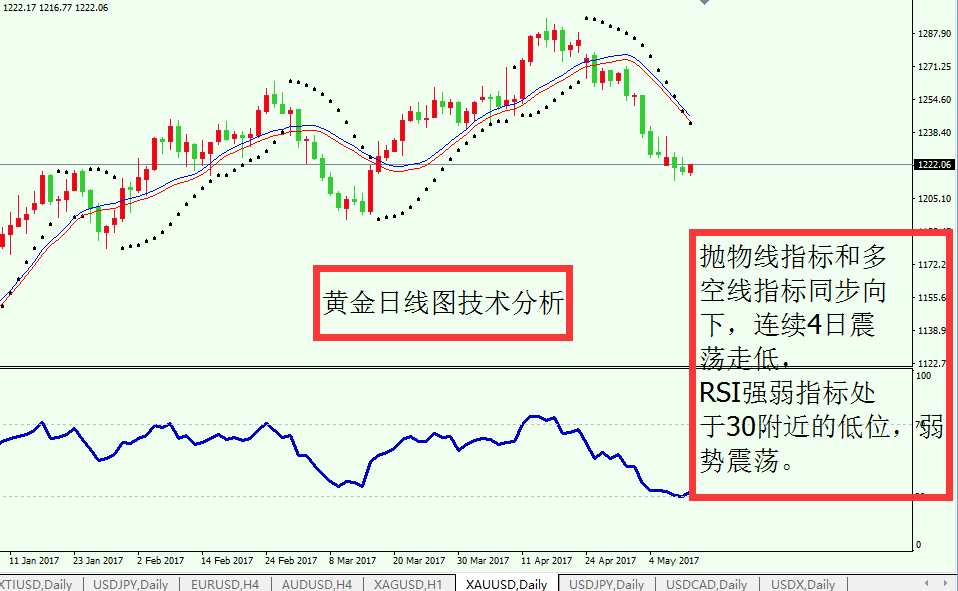 1222.17 1216.77 1222.06
1287.90
1271.25
1254.60
1238.40
1222.06
1205.10
1172.2
1155.6
1138.9
1122.7
黄金日线图技术分析
抛物线指标和多
空线指标同步向
下，连续4日震
荡走低，
RSI强弱指标处
于30附近的低位，弱
势震荡。
100
0
11 Jan 2017 23 Jan 2017 2 Feb 2017 14 Feb 2017 24 Feb 2017 8 Mar 2017 20 Mar 2017 30 Mar 2017 11 Apr 2017 24 Apr 2017 4 May 2017
XTIUSD,Daily USDJPY,Daily EURUSD,H4 AUDUSD,H4 XAGUSD,H1 XAUUSD,Daily USDJPY,Daily USDCAD,Daily USDX,Daily